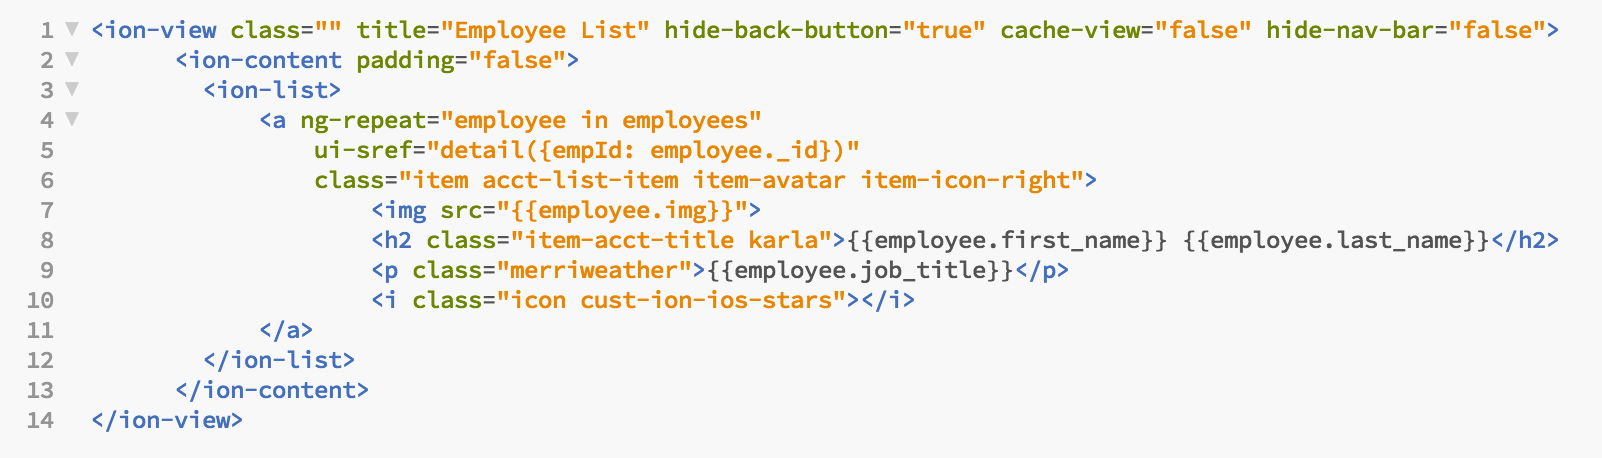 1 ▼ <ion-view class="" title="Employee List" hide-back-button="true" cache-view="false" hide-nav-bar="false">
2 ▼ <ion-content padding="false">
3 ▼ <ion-list>
4 ▼ <a ng-repeat="employee in employees"
5 ui-sref="detail({empId: employee._id})"
6 class="item acct-list-item item-avatar item-icon-right">
7 <img src="{{employee.img}}">
8 <h2 class="item-acct-title karla">{{employee.first_name}} {{employee.last_name}}</h2>
9 <p class="merriweather">{{employee.job_title}}</p>
10 <i class="icon cust-ion-ios-stars"></i>
11 </a>
12 </ion-list>
13 </ion-content>
14 </ion-view>